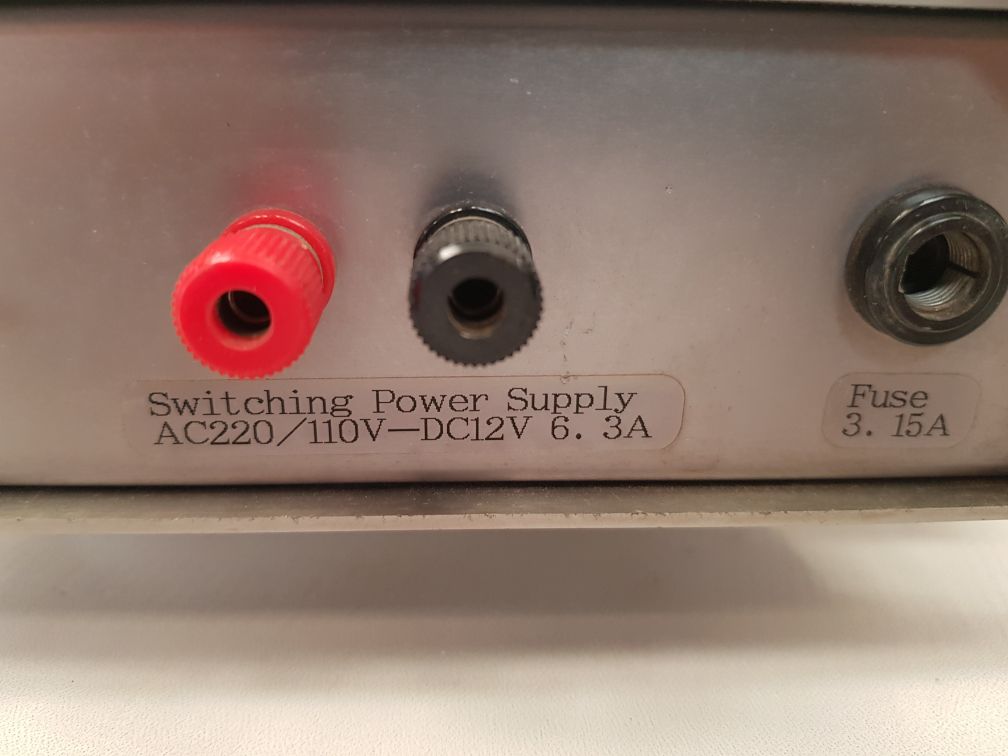 Switching Power Supply
AC220/110V—DC12V 6. 3A
Fuse
3. 15A